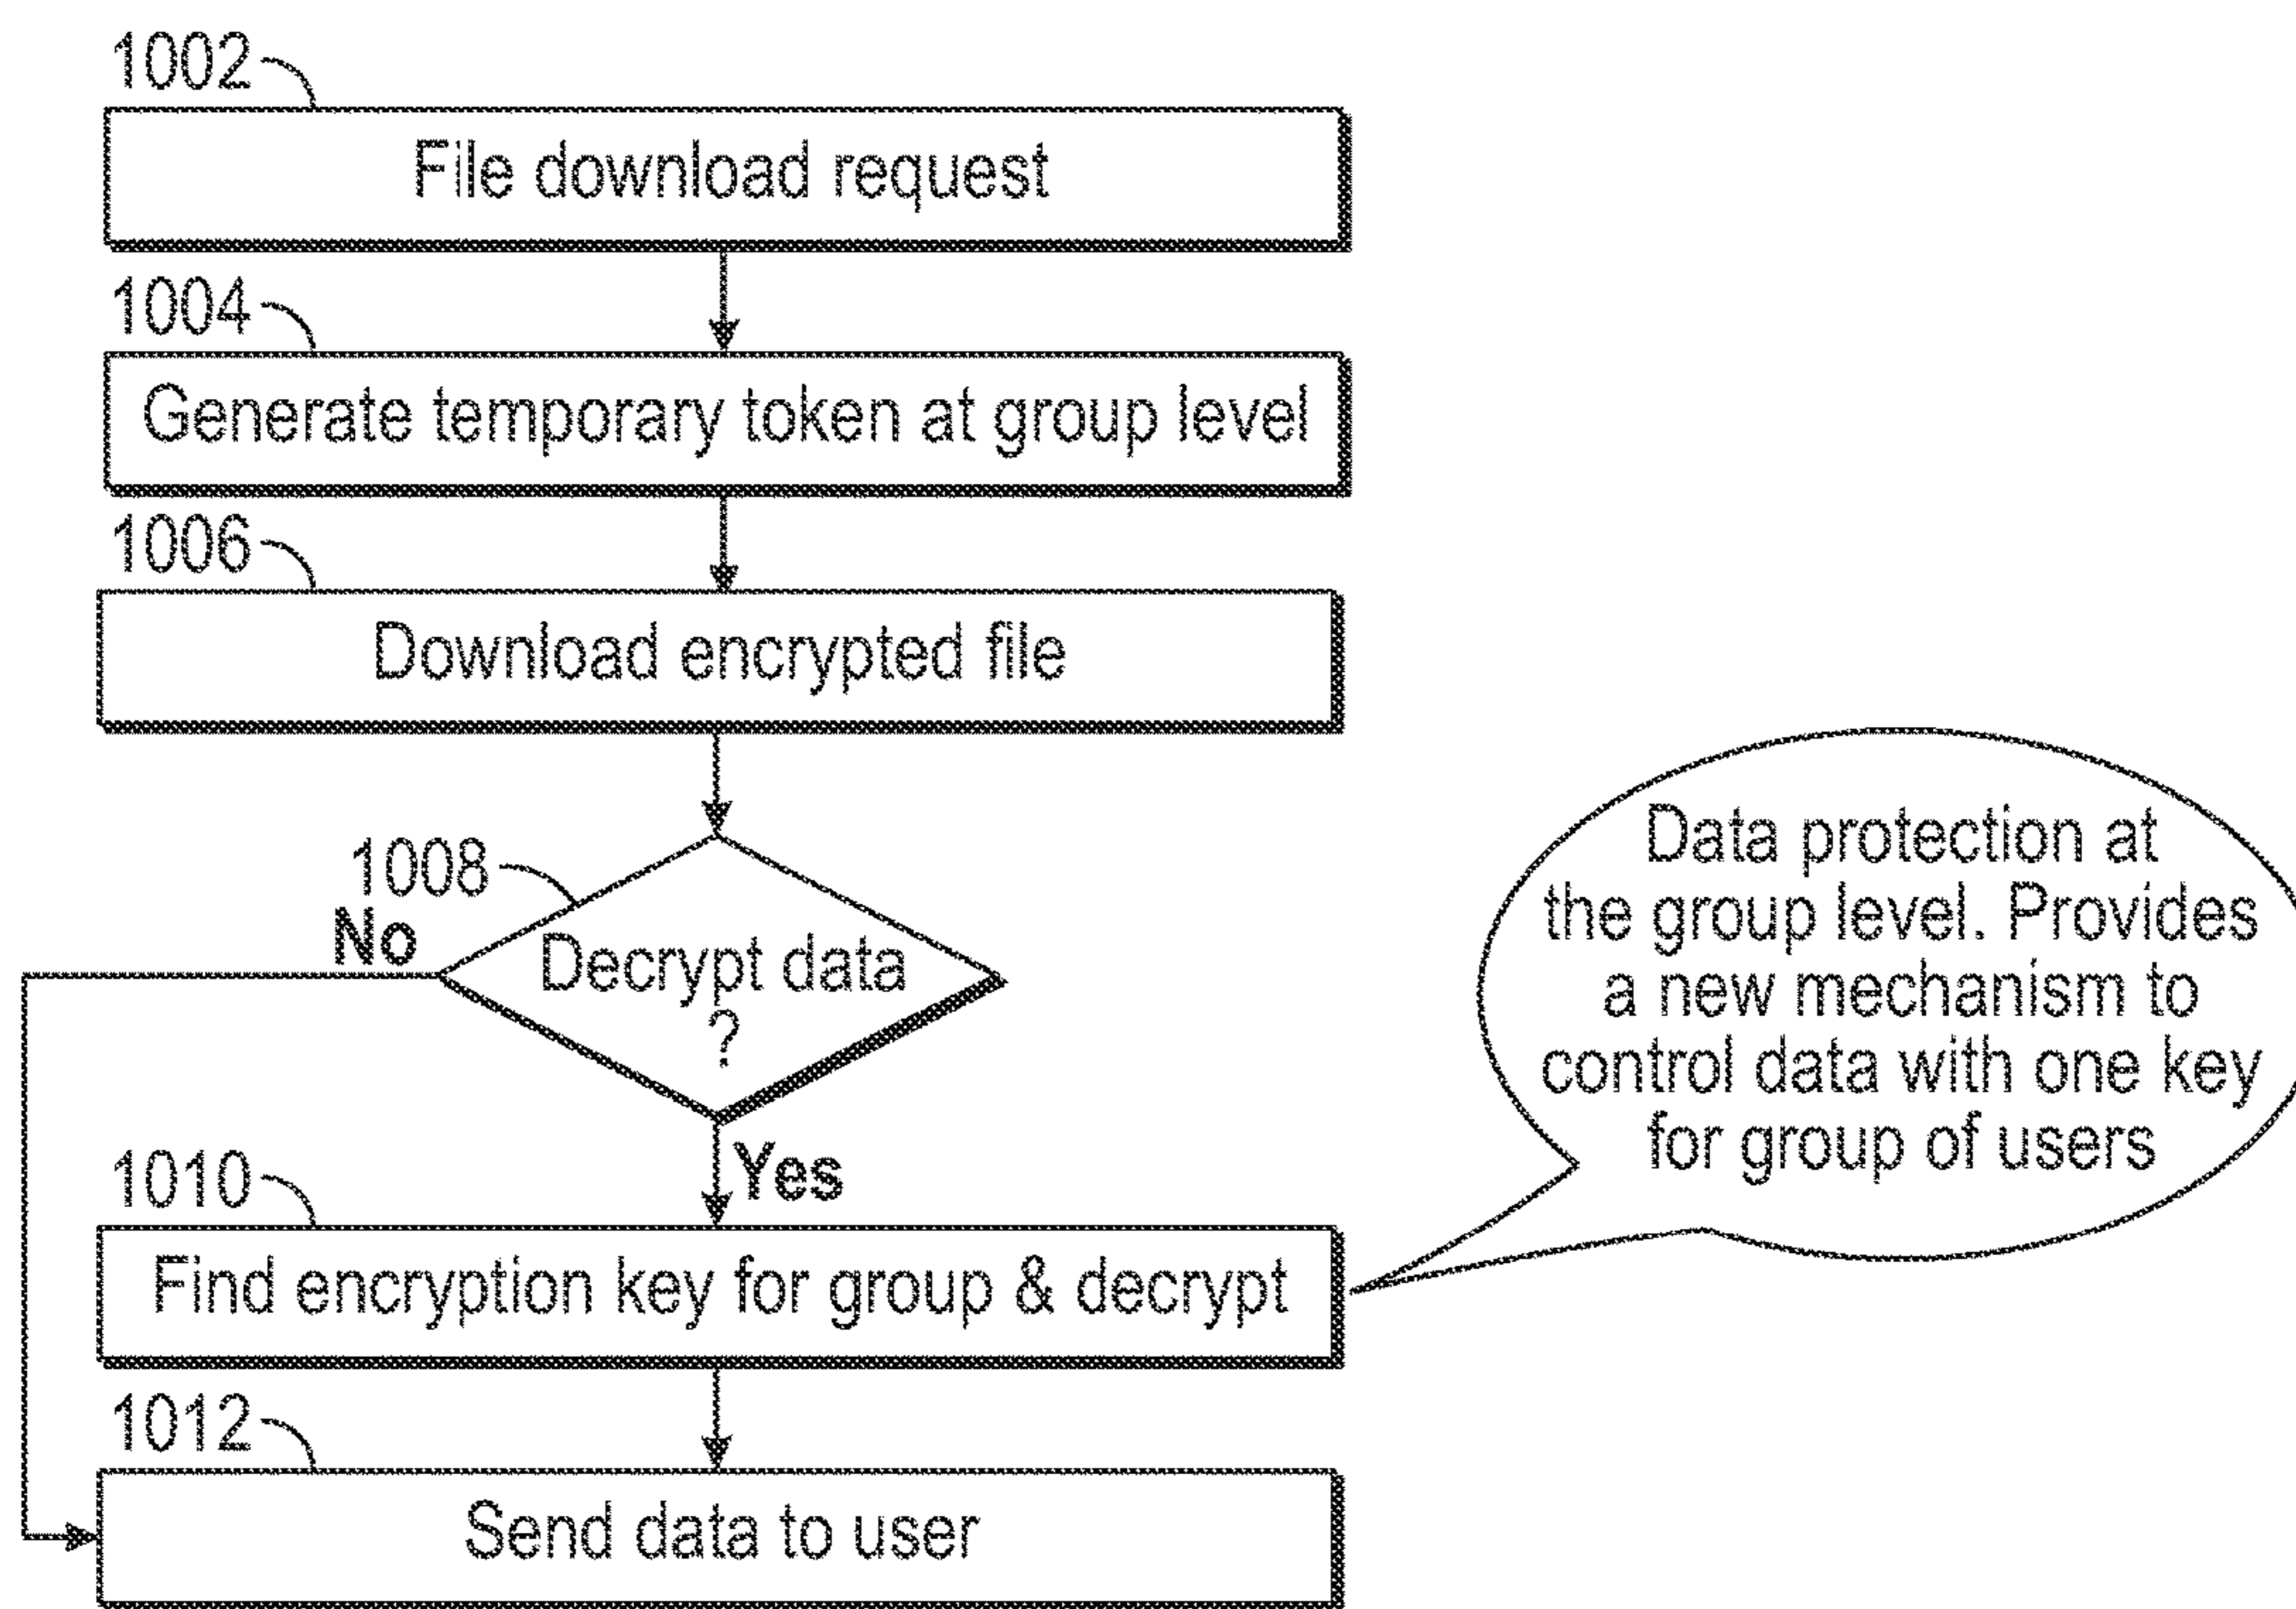 1002
File download request
1004
Generate temporary token at group level
1006
Download encrypted file
1008
No
Decrypt data
?
Yes
1010
Find encryption key for group & decrypt
1012
Send data to user
Data protection at
the group level. Provides
a new mechanism to
control data with one key
for group of users